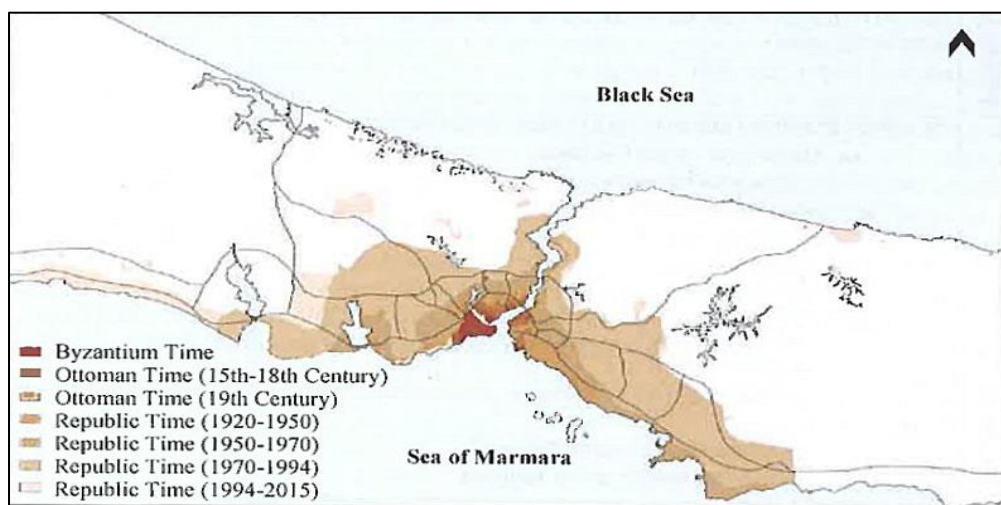 Black Sea
Byzantium Time
Ottoman Time (15th-18th Century)
Ottoman Time (19th Century)
Republic Time (1920-1950)
Republic Time (1950-1970)
Republic Time (1970-1994)
Republic Time (1994-2015)
Sea of Marmara